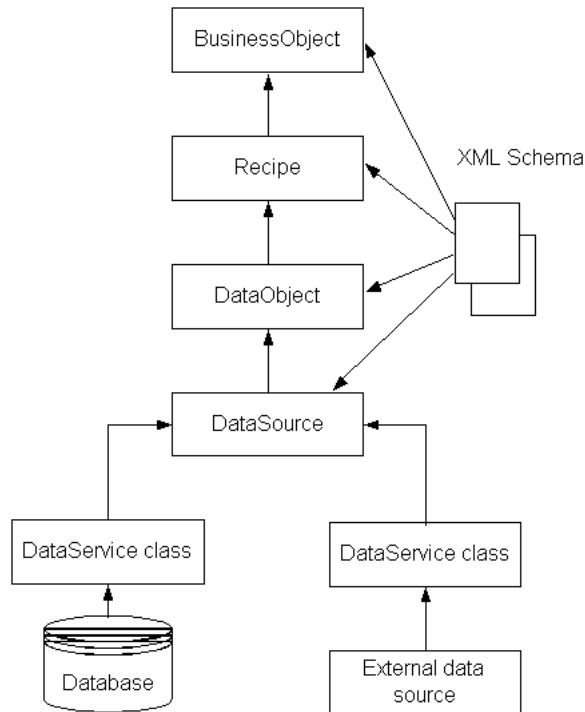 BusinessObject
Recipe
XML Schema
DataObject
DataSource
DataService class
DataService class
Database
External data
source